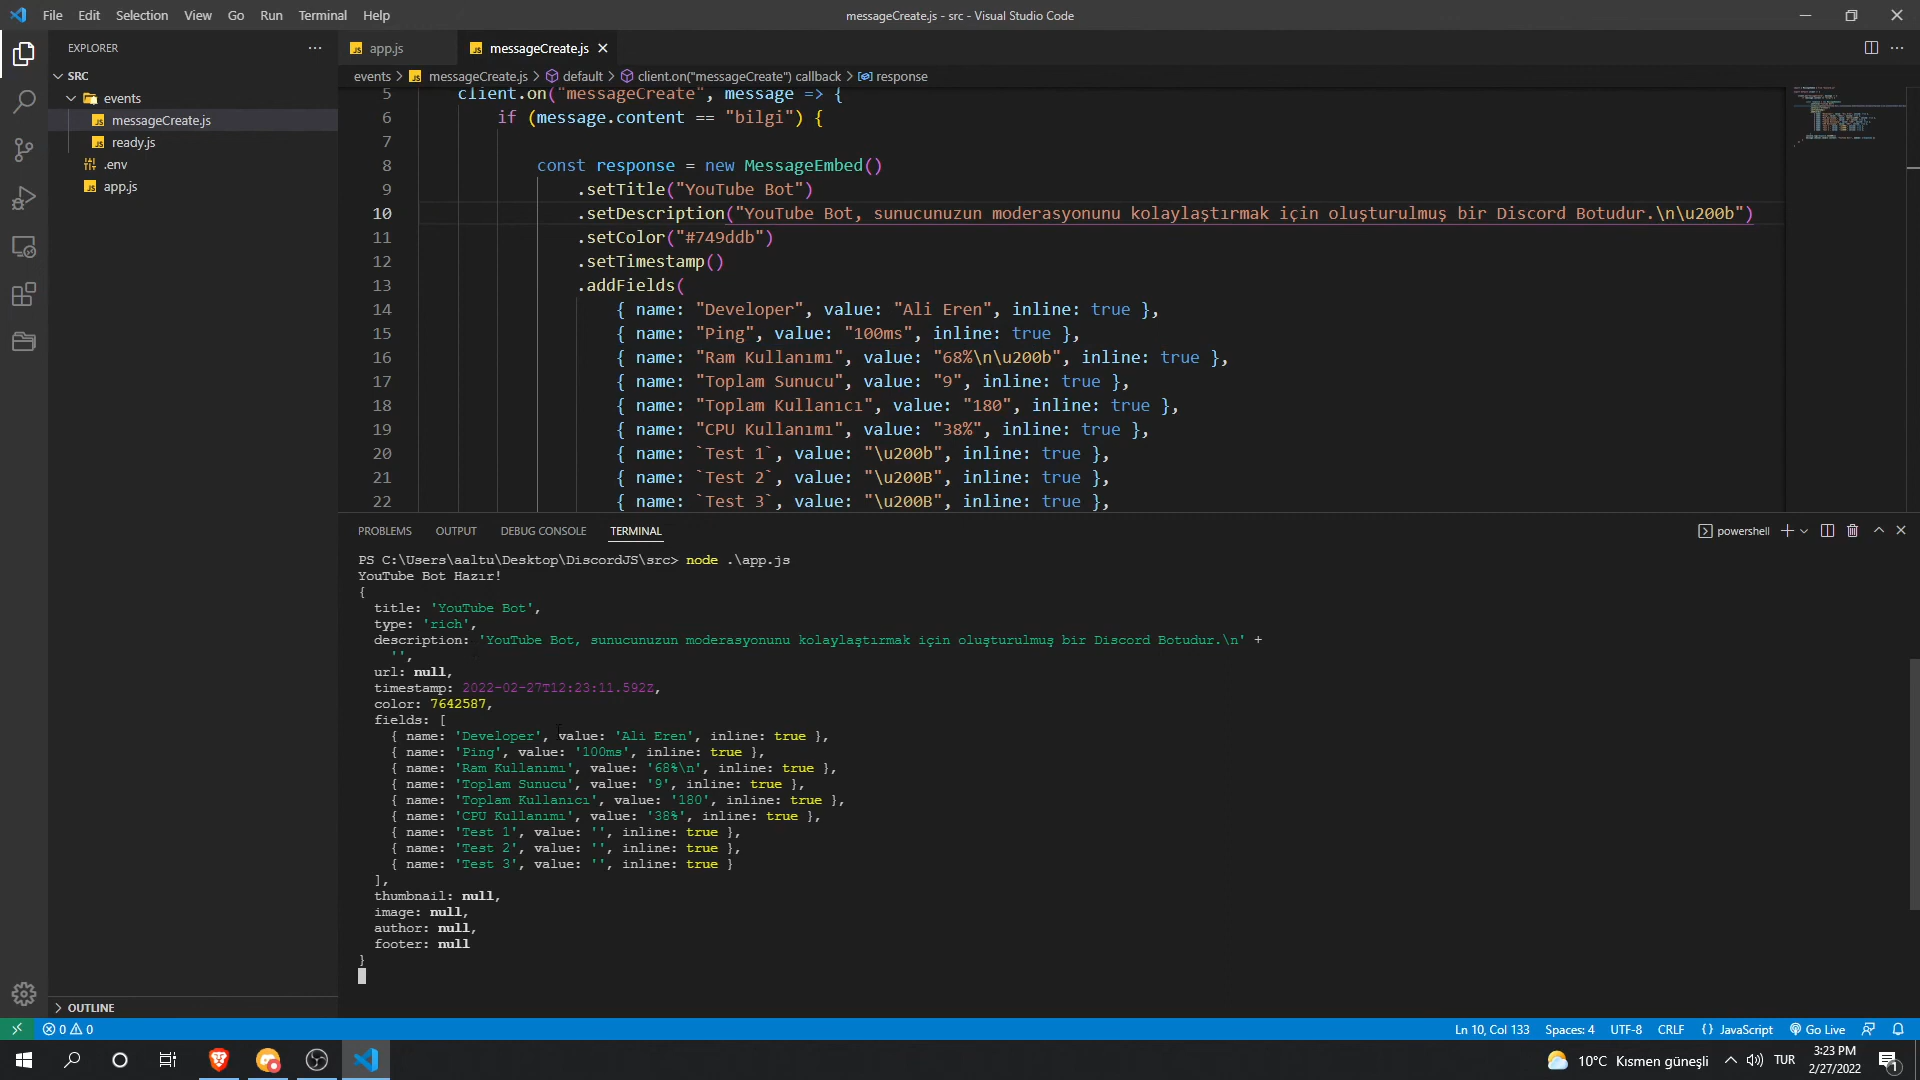 File Edit Selection View Go Run Terminal Help
messageCreate.js - src - Visual Studio Code
EXPLORER
SRC
events
messageCreate.js
ready.js
.env
app.js
OUTLINE
app.js
messageCreate.js
events > messageCreate.js > default > client.on("messageCreate") callback > response
5 client.on("messageCreate", message => {
6 if (message.content == "bilgi") {
7
8 const response = new MessageEmbed()
9 .setTitle("YouTube Bot")
10 .setDescription("YouTube Bot, sunucunuzun moderasyonunu kolaylaştırmak için oluşturulmuş bir Discord Botudur.\n\u200b")
11 .setColor("#749ddb")
12 .setTimestamp()
13 .addFields(
14 { name: "Developer", value: "Ali Eren", inline: true },
15 { name: "Ping", value: "100ms", inline: true },
16 { name: "Ram Kullanımı", value: "68%\n\u200b", inline: true },
17 { name: "Toplam Sunucu", value: "9", inline: true },
18 { name: "Toplam Kullanıcı", value: "180", inline: true },
19 { name: "CPU Kullanımı", value: "38%", inline: true },
20 { name: `Test 1`, value: "\u200b", inline: true },
21 { name: `Test 2`, value: "\u200B", inline: true },
22 { name: `Test 3`, value: "\u200B", inline: true },
PROBLEMS OUTPUT DEBUG CONSOLE TERMINAL
powershell
PS C:\Users\aaltu\Desktop\DiscordJS\src> node .\app.js
YouTube Bot Hazır!
{
title: 'YouTube Bot',
type: 'rich',
description: 'YouTube Bot, sunucunuzun moderasyonunu kolaylaştırmak için oluşturulmuş bir Discord Botudur.\n' +
'',
url: null,
timestamp: 2022-02-27T12:23:11.592Z,
color: 7642587,
fields: [
{ name: 'Developer', value: 'Ali Eren', inline: true },
{ name: 'Ping', value: '100ms', inline: true },
{ name: 'Ram Kullanımı', value: '68%\n', inline: true },
{ name: 'Toplam Sunucu', value: '9', inline: true },
{ name: 'Toplam Kullanıcı', value: '180', inline: true },
{ name: 'CPU Kullanımı', value: '38%', inline: true },
{ name: 'Test 1', value: '', inline: true },
{ name: 'Test 2', value: '', inline: true },
{ name: 'Test 3', value: '', inline: true }
],
thumbnail: null,
image: null,
author: null,
footer: null
}
0 0
Ln 10, Col 133 Spaces: 4 UTF-8 CRLF { } JavaScript Go Live
10°C Kısmen güneşli TUR
3:23 PM
2/27/2022
1